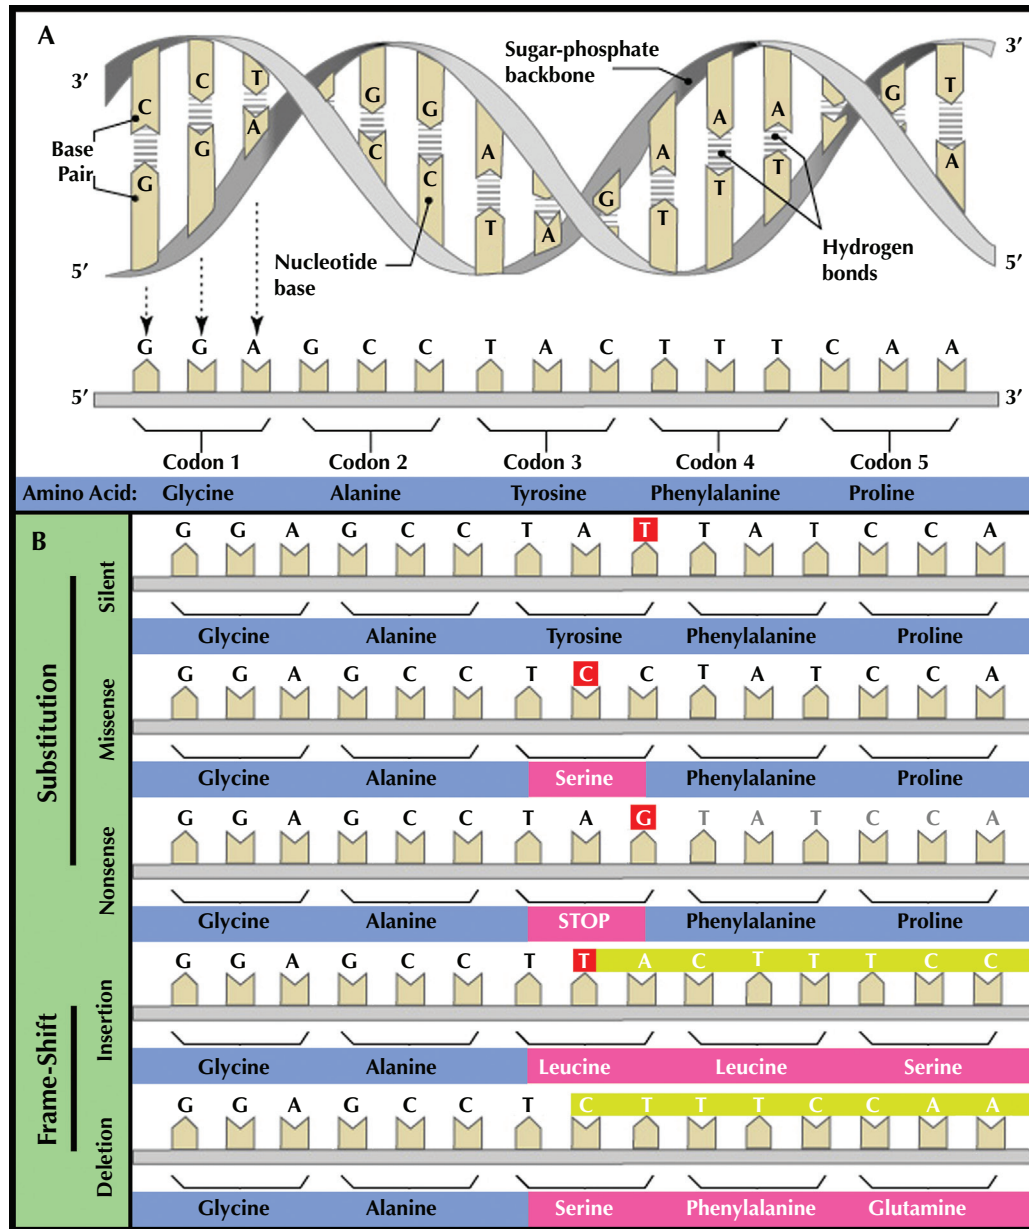 A
3′
3′
Sugar-phosphate
backbone
C C T G G A A A G T
Base
Pair
G G A C C T A G T T T A
5′
5′
Nucleotide
base
Hydrogen
bonds
G G A G C C T A C T T T C A A
5′
3′
Codon 1 Codon 2 Codon 3 Codon 4 Codon 5
Amino Acid: Glycine Alanine Tyrosine Phenylalanine Proline
B
Substitution
Silent
G G A G C C T A T T A T C C A
Glycine Alanine Tyrosine Phenylalanine Proline
Missense
G G A G C C T C C T A T C C A
Glycine Alanine Serine Phenylalanine Proline
Nonsense
G G A G C C T A G T A T C C A
Glycine Alanine STOP Phenylalanine Proline
Frame-Shift
Insertion
G G A G C C T T A C T T T C C
Glycine Alanine Leucine Leucine Serine
Deletion
G G A G C C T C T T T C C A A
Glycine Alanine Serine Phenylalanine Glutamine